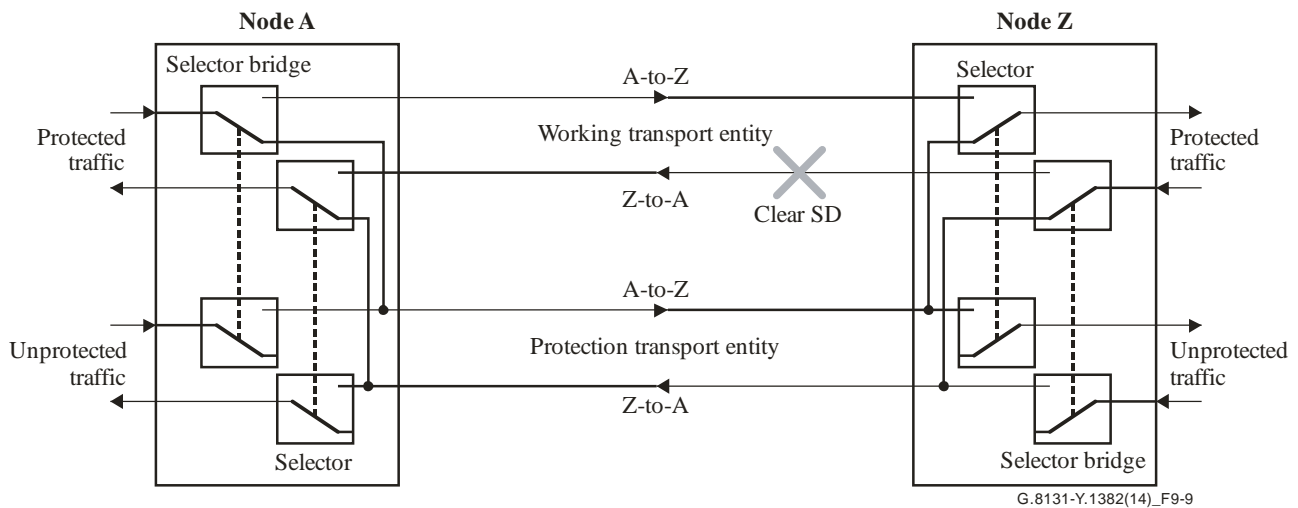 Node A
Node Z
Selector bridge
A-to-Z
Selector
Protected
traffic
Working transport entity
Protected
traffic
Z-to-A
Clear SD
A-to-Z
Unprotected
traffic
Protection transport entity
Unprotected
traffic
Z-to-A
Selector
Selector bridge
G.8131-Y.1382(14)_F9-9